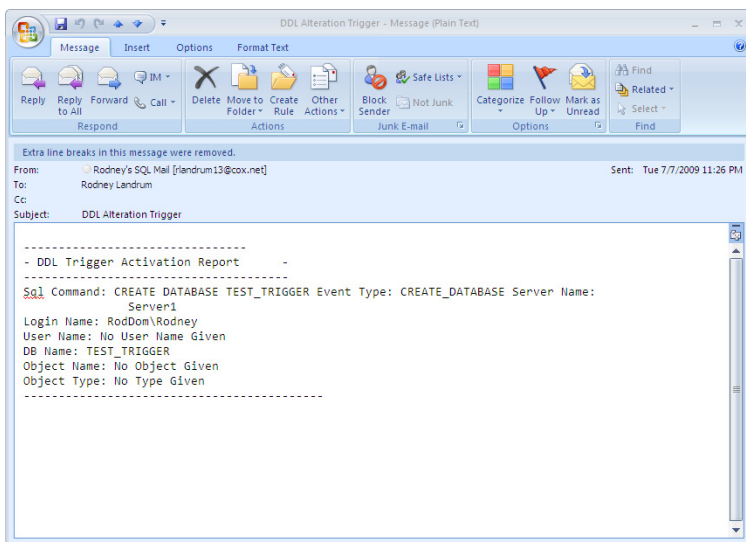 DDL Alteration Trigger - Message (Plain Text)
Message Insert Options Format Text
Reply Reply to All Forward IM Call
Delete Move to Folder Create Rule Other Actions
Block Sender Safe Lists Not Junk
Categorize Follow Up Mark as Unread
Find Related Select
Respond Actions Junk E-mail Options Find
Extra line breaks in this message were removed.
From: Rodney's SQL Mail [rlandrum13@cox.net] Sent: Tue 7/7/2009 11:26 PM
To: Rodney Landrum
Cc:
Subject: DDL Alteration Trigger
--------------------------------
- DDL Trigger Activation Report -
--------------------------------------
Sql Command: CREATE DATABASE TEST_TRIGGER Event Type: CREATE_DATABASE Server Name:
Server1
Login Name: RodDom\Rodney
User Name: No User Name Given
DB Name: TEST_TRIGGER
Object Name: No Object Given
Object Type: No Type Given
-------------------------------------------